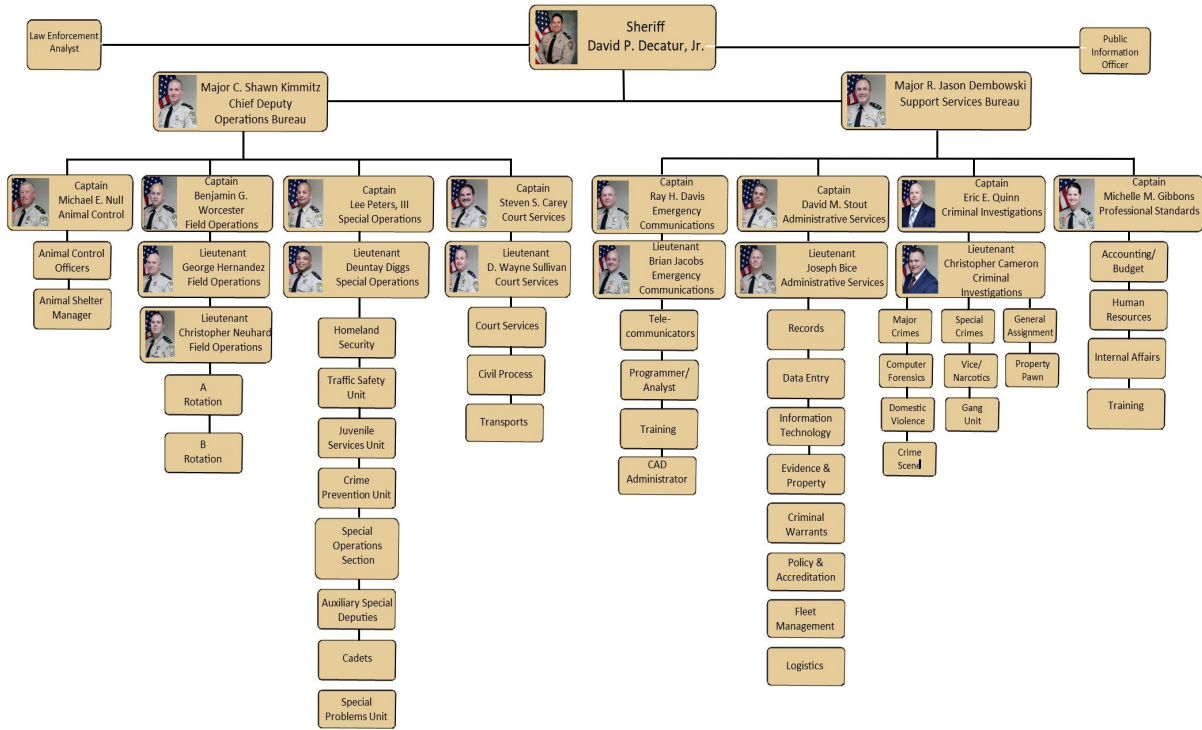 Law Enforcement
Analyst
Sheriff
David P. Decatur, Jr.
Public
Information
Officer
Major C. Shawn Kimmitz
Chief Deputy
Operations Bureau
Major R. Jason Dembowski
Support Services Bureau
Captain
Michael E. Null
Animal Control
Captain
Benjamin G.
Worcester
Field Operations
Captain
Lee Peters, III
Special Operations
Captain
Steven S. Carey
Court Services
Captain
Ray H. Davis
Emergency
Communications
Captain
David M. Stout
Administrative Services
Captain
Eric E. Quinn
Criminal Investigations
Captain
Michelle M. Gibbons
Professional Standards
Animal Control
Officers
Animal Shelter
Manager
Lieutenant
George Hernandez
Field Operations
Lieutenant
Christopher Neuhard
Field Operations
A
Rotation
B
Rotation
Lieutenant
Deuntay Diggs
Special Operations
Homeland
Security
Traffic Safety
Unit
Juvenile
Services Unit
Crime
Prevention Unit
Special
Operations
Section
Auxiliary Special
Deputies
Cadets
Special
Problems Unit
Lieutenant
D. Wayne Sullivan
Court Services
Court Services
Civil Process
Transports
Lieutenant
Brian Jacobs
Emergency
Communications
Tele-
communicators
Programmer/
Analyst
Training
CAD
Administrator
Lieutenant
Joseph Bice
Administrative Services
Records
Data Entry
Information
Technology
Evidence &
Property
Criminal
Warrants
Policy &
Accreditation
Fleet
Management
Logistics
Lieutenant
Christopher Cameron
Criminal
Investigations
Major
Crimes
Computer
Forensics
Domestic
Violence
Crime
Scene
Special
Crimes
Vice/
Narcotics
Gang
Unit
General
Assignment
Property
Pawn
Accounting/
Budget
Human
Resources
Internal Affairs
Training